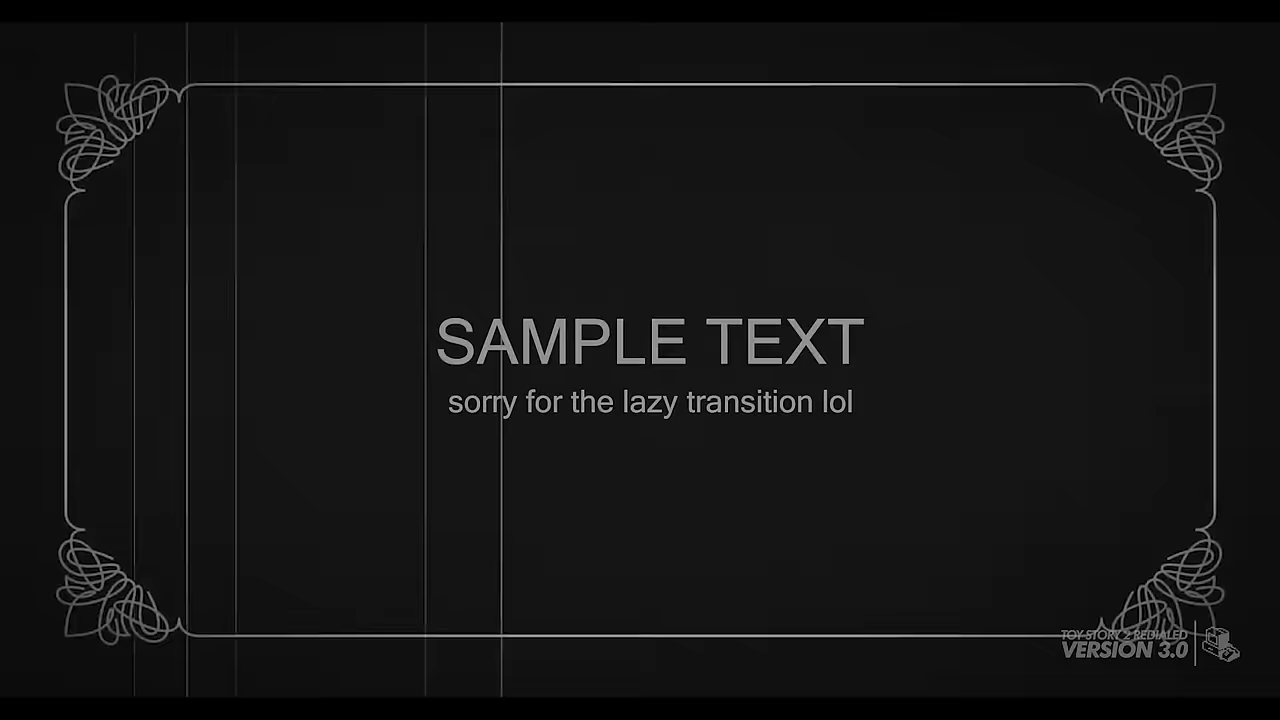 SAMPLE TEXT
sorry for the lazy transition lol
TOY STORY 2 REDIALED
VERSION 3.0